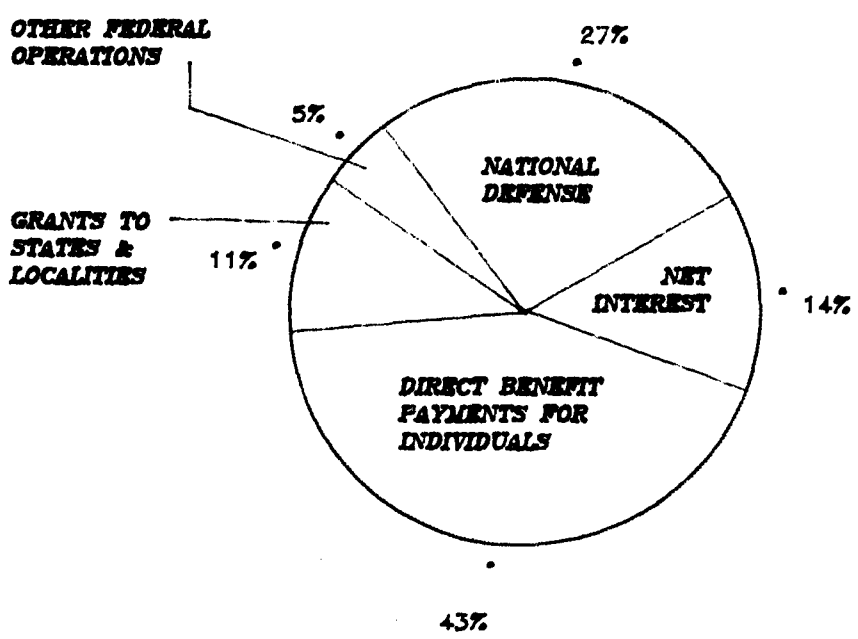 OTHER FEDERAL
OPERATIONS
27%
5%
NATIONAL
DEFENSE
GRANTS TO
STATES &
LOCALITIES
11%
NET
INTEREST
14%
DIRECT BENEFIT
PAYMENTS FOR
INDIVIDUALS
43%